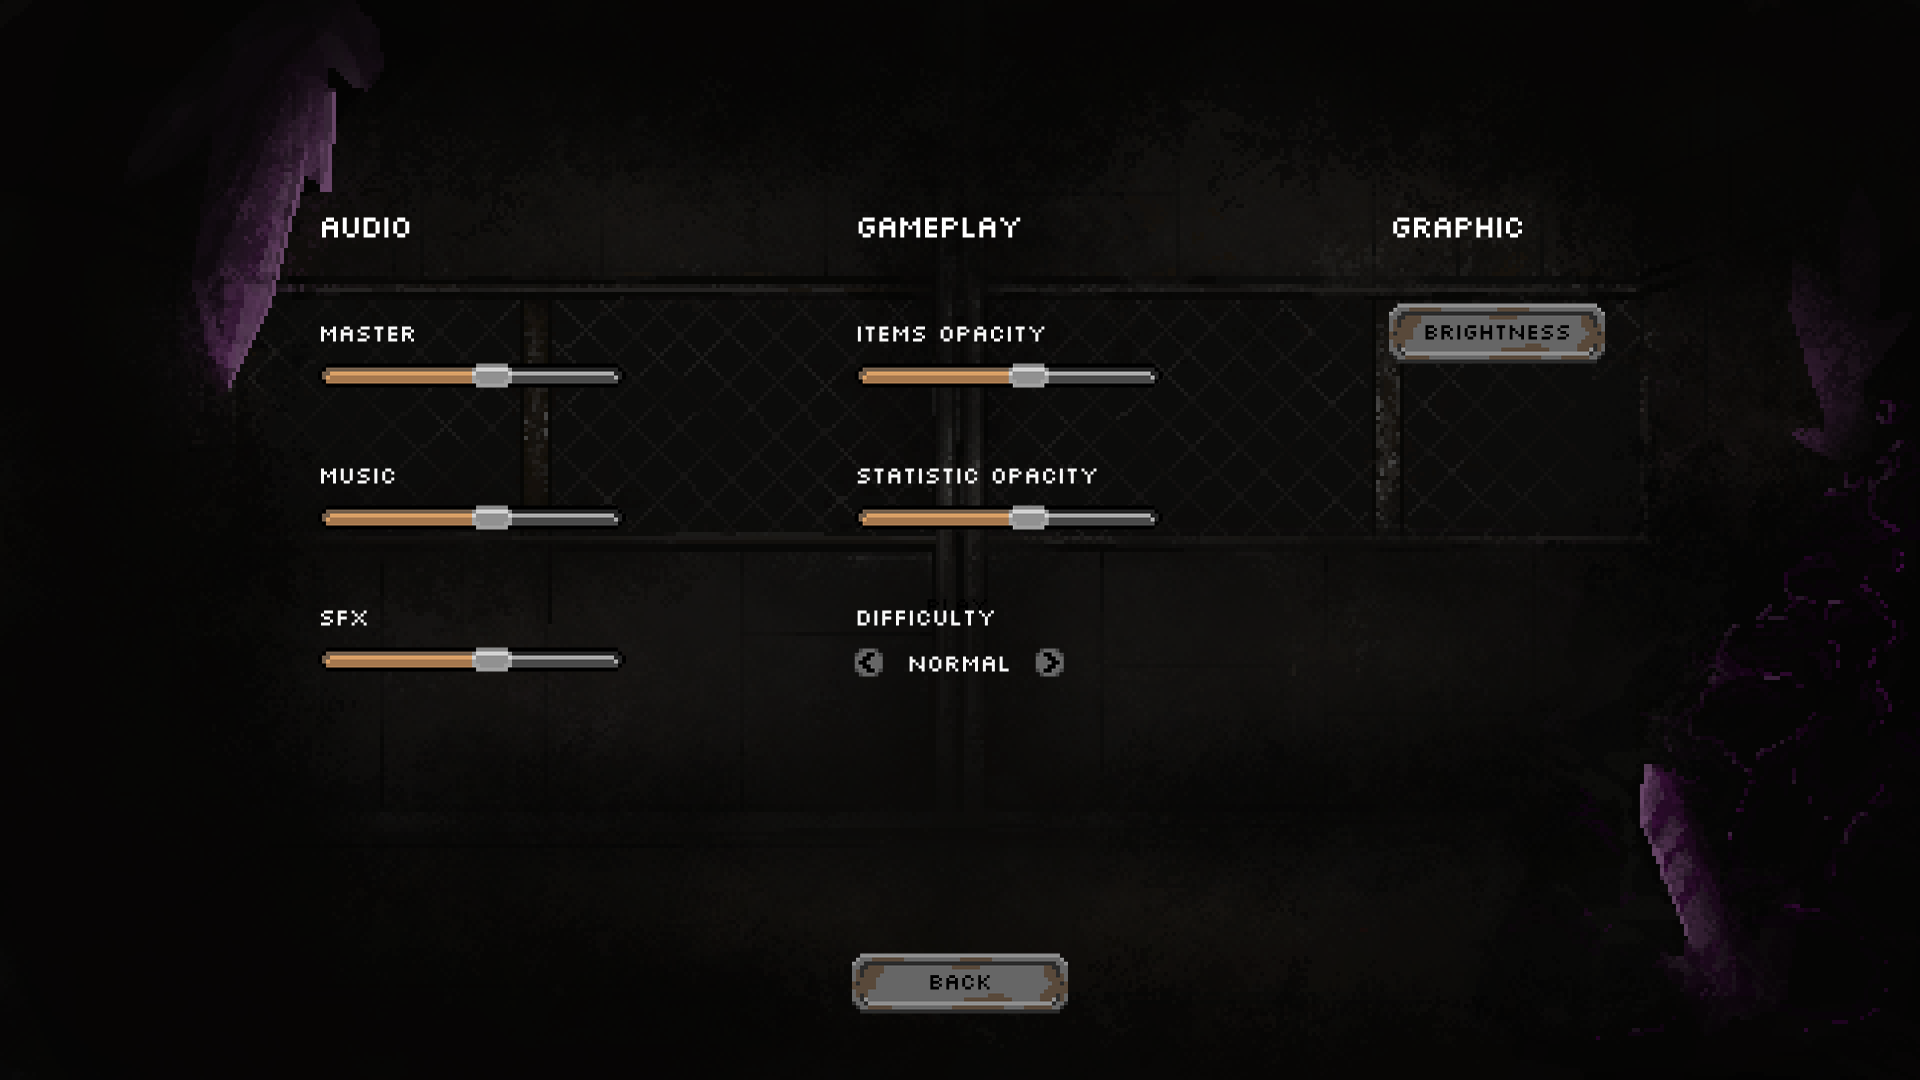 AUDIO
MASTER
MUSIC
SFX
GAMEPLAY
ITEMS OPACITY
STATISTIC OPACITY
DIFFICULTY
NORMAL
GRAPHIC
BRIGHTNESS
BACK